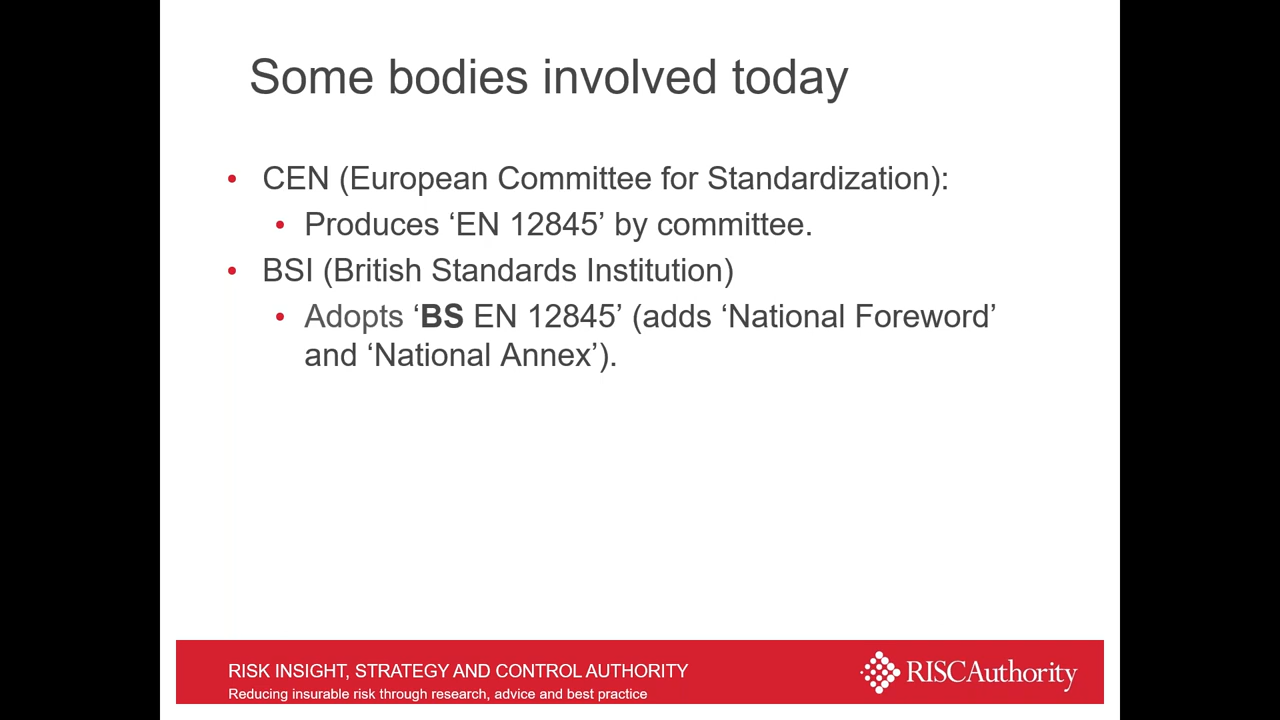 Some bodies involved today
• CEN (European Committee for Standardization):
• Produces ‘EN 12845’ by committee.
• BSI (British Standards Institution)
• Adopts ‘BS EN 12845’ (adds ‘National Foreword’
and ‘National Annex’).
RISK INSIGHT, STRATEGY AND CONTROL AUTHORITY
Reducing insurable risk through research, advice and best practice
RISCAuthority